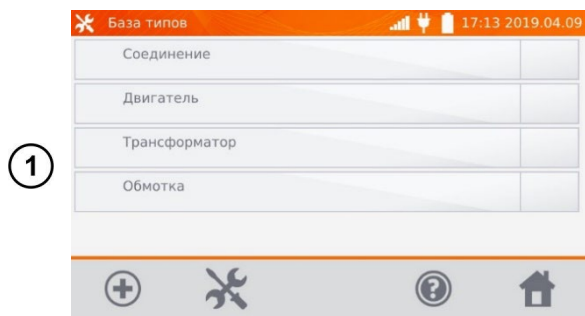 База типов 17:13 2019.04.09
Соединение
Двигатель
Трансформатор
1
Обмотка